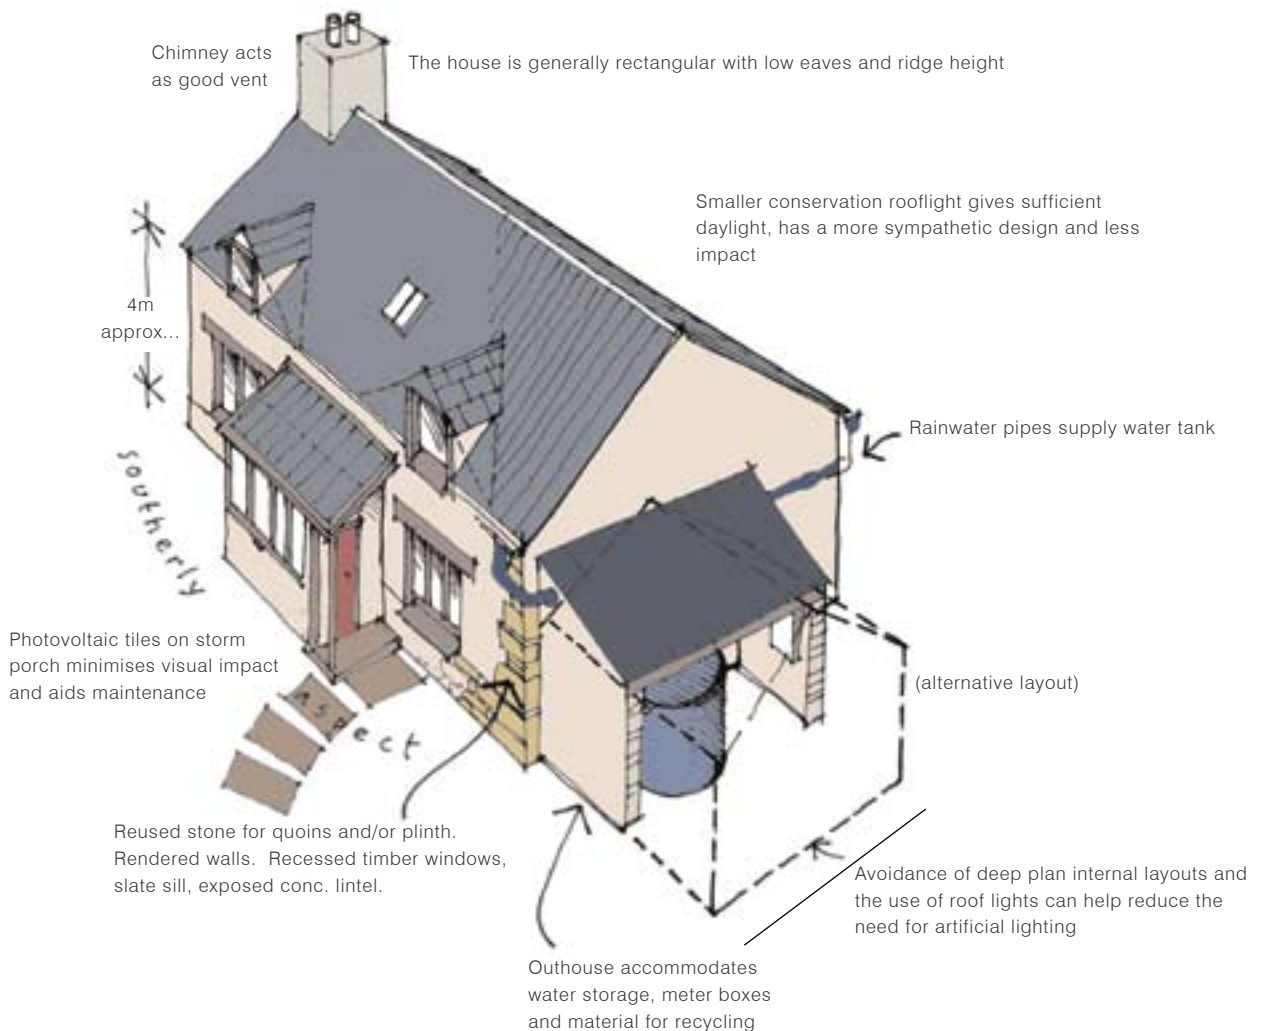 Chimney acts
as good vent
The house is generally rectangular with low eaves and ridge height
Smaller conservation rooflight gives sufficient
daylight, has a more sympathetic design and less
impact
4m
approx...
Rainwater pipes supply water tank
southerly
Photovoltaic tiles on storm
porch minimises visual impact
and aids maintenance
(alternative layout)
Aspect
Reused stone for quoins and/or plinth.
Rendered walls. Recessed timber windows,
slate sill, exposed conc. lintel.
Avoidance of deep plan internal layouts and
the use of roof lights can help reduce the
need for artificial lighting
Outhouse accommodates
water storage, meter boxes
and material for recycling